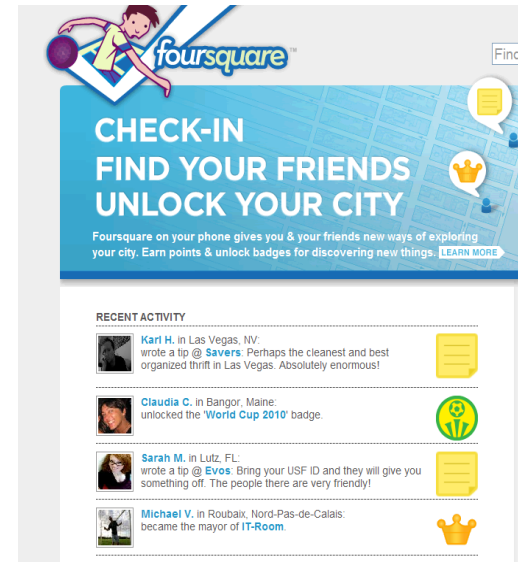 foursquare™
Find
CHECK-IN
FIND YOUR FRIENDS
UNLOCK YOUR CITY
Foursquare on your phone gives you & your friends new ways of exploring
your city. Earn points & unlock badges for discovering new things. LEARN MORE
RECENT ACTIVITY
Karl H. in Las Vegas, NV:
wrote a tip @ Savers: Perhaps the cleanest and best
organized thrift in Las Vegas. Absolutely enormous!
Claudia C. in Bangor, Maine:
unlocked the 'World Cup 2010' badge.
Sarah M. in Lutz, FL:
wrote a tip @ Evos: Bring your USF ID and they will give you
something off. The people there are very friendly!
Michael V. in Roubaix, Nord-Pas-de-Calais:
became the mayor of IT-Room.